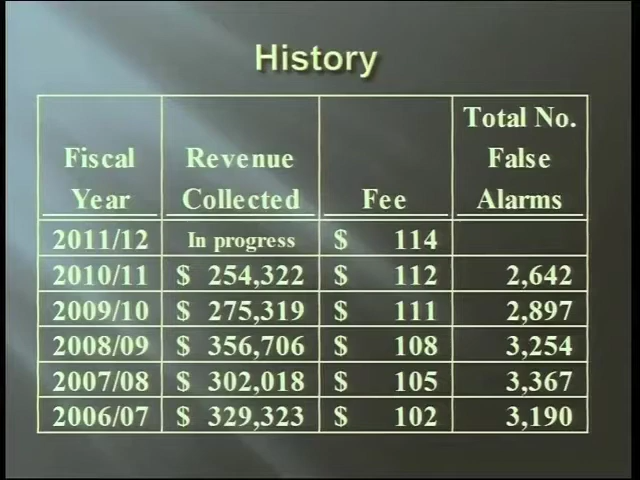 History
Fiscal Year Revenue Collected Fee Total No. False Alarms
2011/12 In progress $ 114
2010/11 $ 254,322 $ 112 2,642
2009/10 $ 275,319 $ 111 2,897
2008/09 $ 356,706 $ 108 3,254
2007/08 $ 302,018 $ 105 3,367
2006/07 $ 329,323 $ 102 3,190